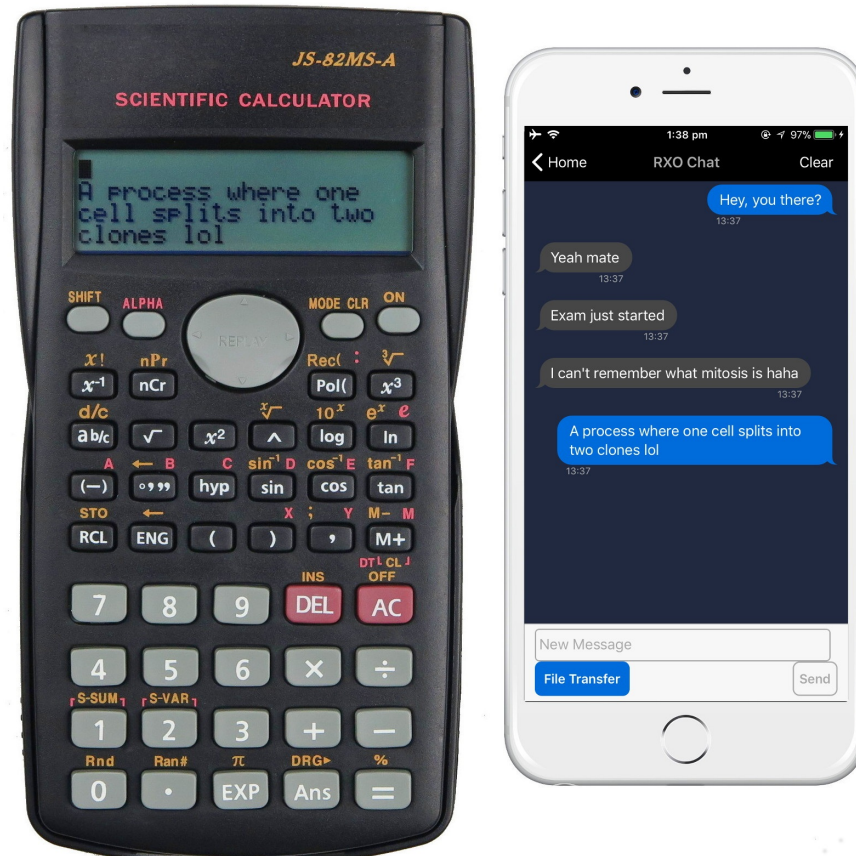 JS-82MS-A
SCIENTIFIC CALCULATOR
A process where one
cell splits into two
clones lol
SHIFT ALPHA MODE CLR ON
REPLAY
x! nPr Rec( : ³√
x⁻¹ nCr Pol( x³
d/c ˣ√ 10ˣ eˣ e
a b/c √ x² ^ log ln
A ← B C sin⁻¹ D cos⁻¹ E tan⁻¹ F
(−) °,,, hyp sin cos tan
STO ← X ; Y M− M
RCL ENG ( ) , M+
DT CL
INS OFF
7 8 9 DEL AC
4 5 6 × ÷
S-SUM S-VAR
1 2 3 + −
Rnd Ran# π DRG▸ %
0 · EXP Ans =
1:38 pm 97%
Home RXO Chat Clear
Hey, you there?
13:37
Yeah mate
13:37
Exam just started
13:37
I can't remember what mitosis is haha
13:37
A process where one cell splits into
two clones lol
13:37
New Message
File Transfer Send